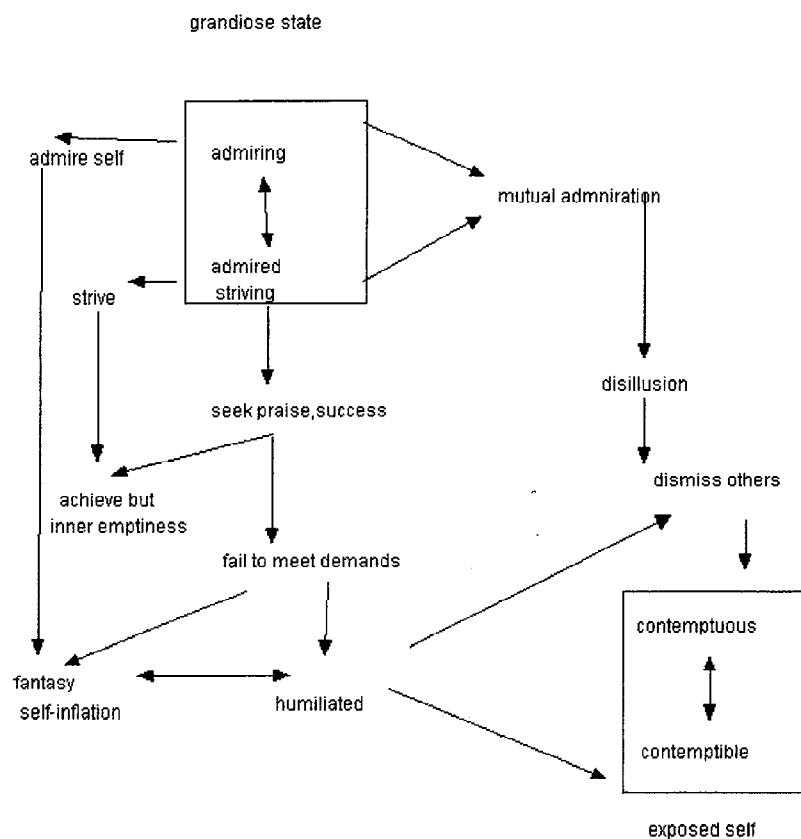 grandiose state
admire self
admiring
mutual admniration
admired
striving
strive
seek praise,success
disillusion
achieve but
inner emptiness
dismiss others
fail to meet demands
contemptuous
fantasy
self-inflation
humiliated
contemptible
exposed self